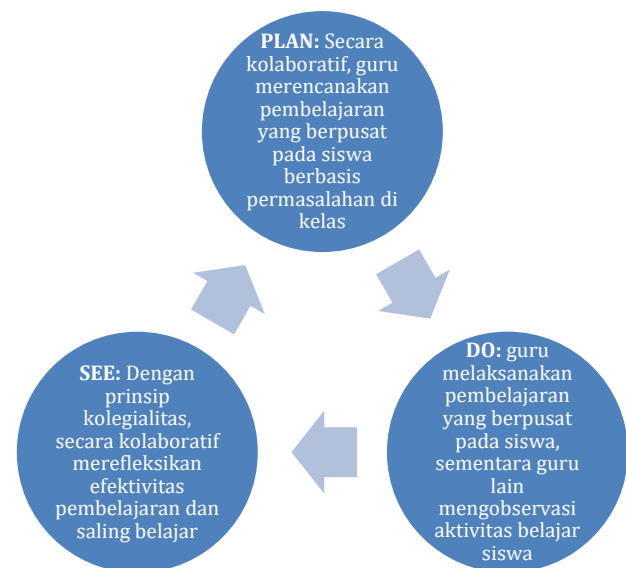 PLAN: Secara
kolaboratif, guru
merencanakan
pembelajaran
yang berpusat
pada siswa
berbasis
permasalahan di
kelas
DO: guru
melaksanakan
pembelajaran
yang berpusat
pada siswa,
sementara guru
lain
mengobservasi
aktivitas belajar
siswa
SEE: Dengan
prinsip
kolegialitas,
secara kolaboratif
merefleksikan
efektivitas
pembelajaran dan
saling belajar